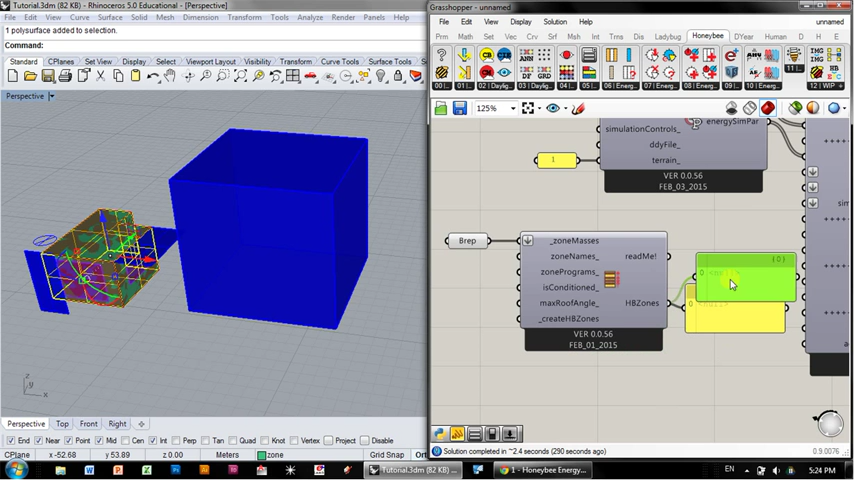 Tutorial.3dm (82 KB) - Rhinoceros 5.0 Educational - [Perspective]
File Edit View Curve Surface Solid Mesh Dimension Transform Tools Analyze Render Panels
1 polysurface added to selection.
Command:
Standard CPlanes Set View Display Select Viewport Layout Visibility Transform Curve Tools Surface Tools
Perspective
z
y
x
Perspective Top Front Right
End Near Point Mid Cen Int Perp Tan Quad Knot Vertex Project Disable
CPlane x -52.68 y 53.89 z 0.00 Meters zone Grid Snap
Grasshopper - unnamed
File Edit View Display Solution Help unnamed
Prm Math Set Vec Crv Srf Msh Int Trns Dis Ladybug Honeybee DYear Human D H E
125%
energySimPar
simulationControls_
ddyFile_
terrain_
1
VER 0.0.56
FEB_03_2015
Brep
_zoneMasses
zoneNames_
zonePrograms_
isConditioned_
maxRoofAngle_
_createHBZones
readMe!
HBZones
VER 0.0.56
FEB_01_2015
{0}
0
0
Solution completed in ~2.4 seconds (290 seconds ago)
0.9.0076
Tutorial.3dm (82 KB) ...
1 - Honeybee Energy...
EN
5:24 PM